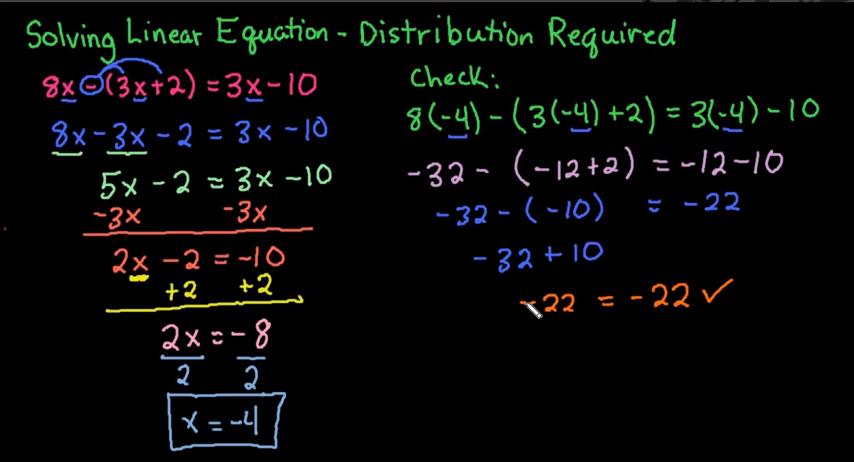 Solving Linear Equation - Distribution Required
8x -(3x+2) = 3x -10
8x -3x -2 = 3x -10
5x -2 = 3x -10
-3x -3x
2x -2 = -10
+2 +2
2x = -8
2 2
x = -4
Check:
8(-4) - (3(-4) +2) = 3(-4) -10
-32 - (-12+2) = -12-10
-32 - (-10) = -22
-32 +10
-22 = -22 ✓